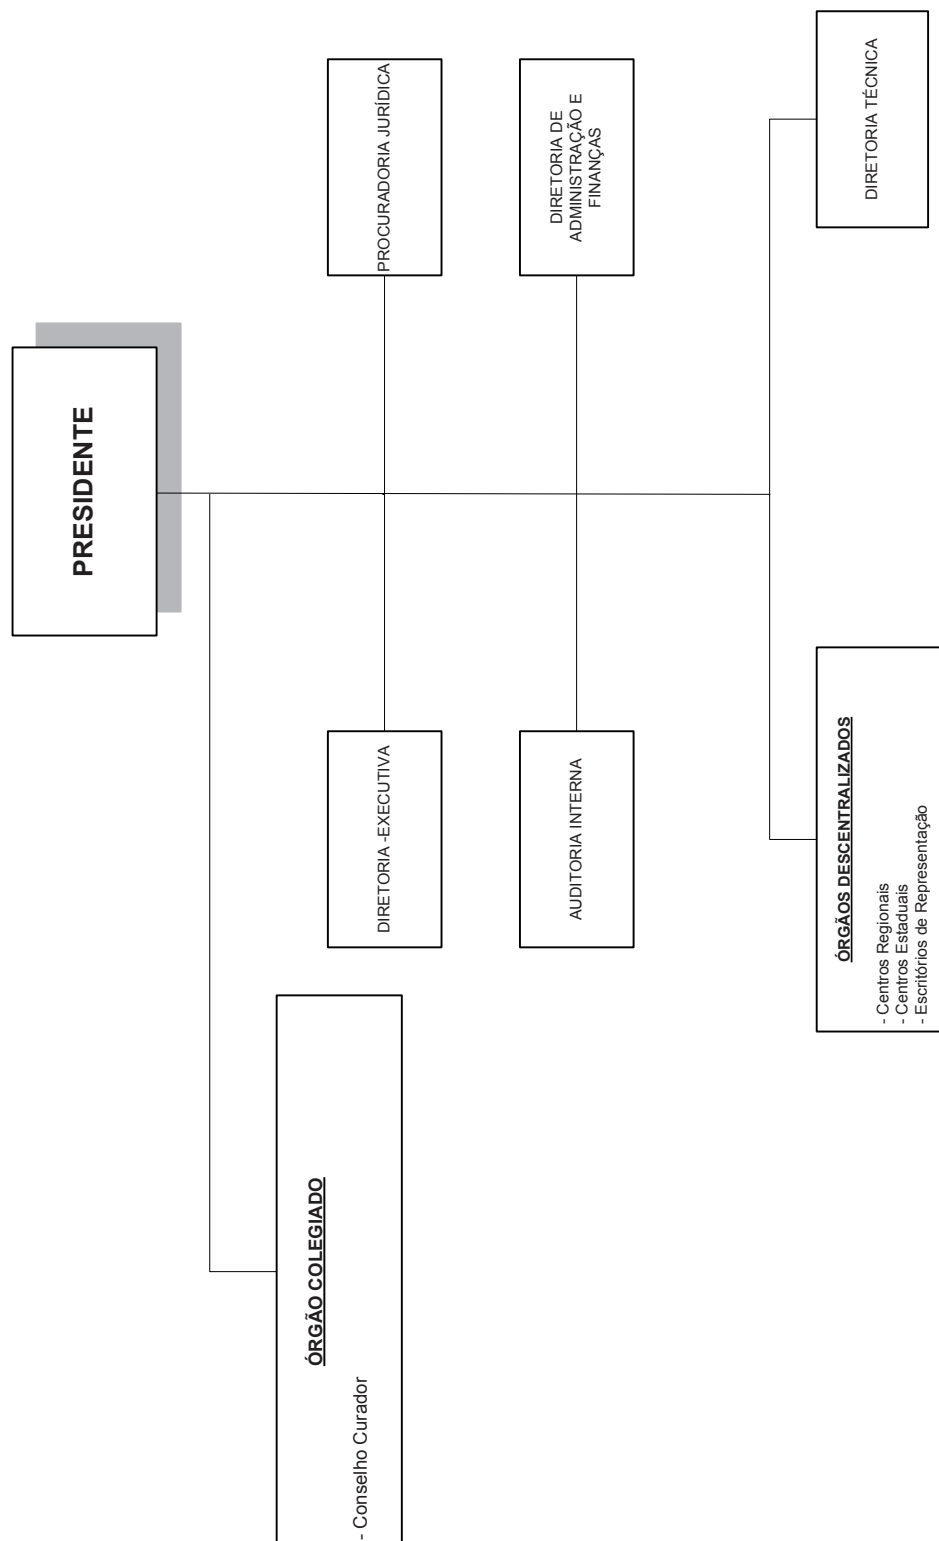 PRESIDENTE
ÓRGÃO COLEGIADO
- Conselho Curador
DIRETORIA -EXECUTIVA
PROCURADORIA JURÍDICA
AUDITORIA INTERNA
DIRETORIA DE
ADMINISTRAÇÃO E
FINANÇAS
ÓRGÃOS DESCENTRALIZADOS
- Centros Regionais
- Centros Estaduais
- Escritórios de Representação
DIRETORIA TÉCNICA